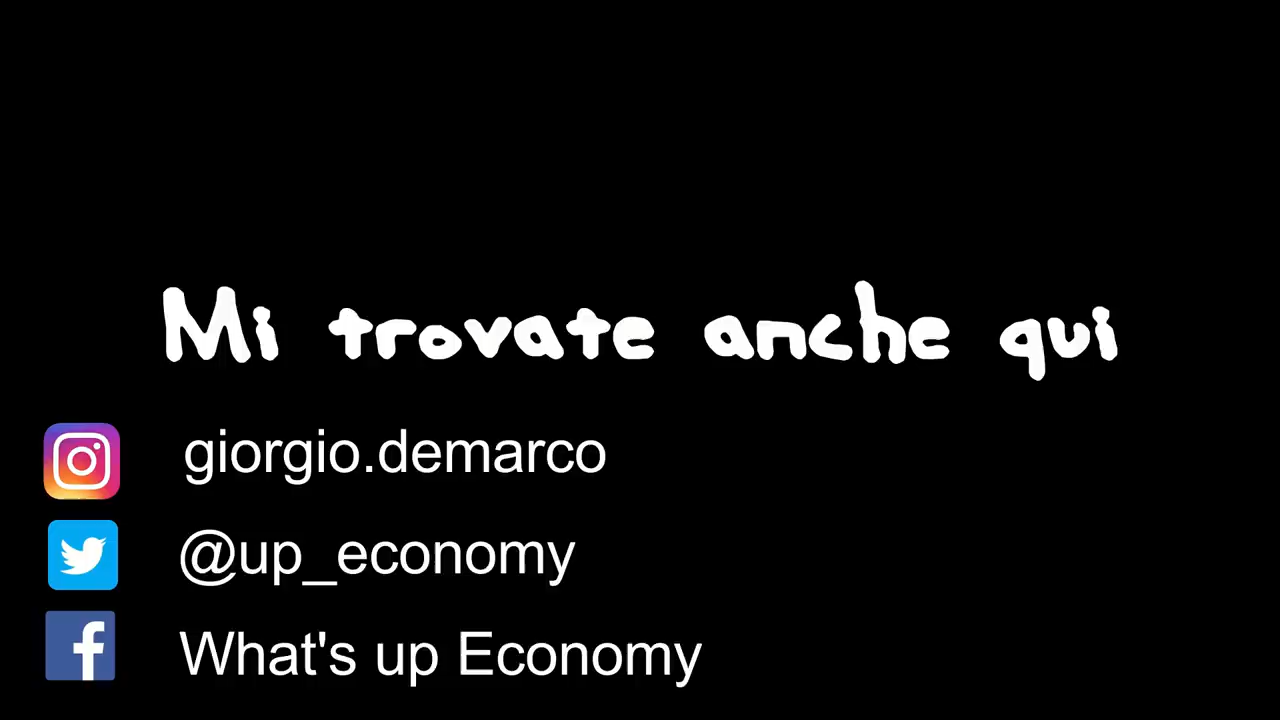 Mi trovate anche qui
giorgio.demarco
@up_economy
What's up Economy